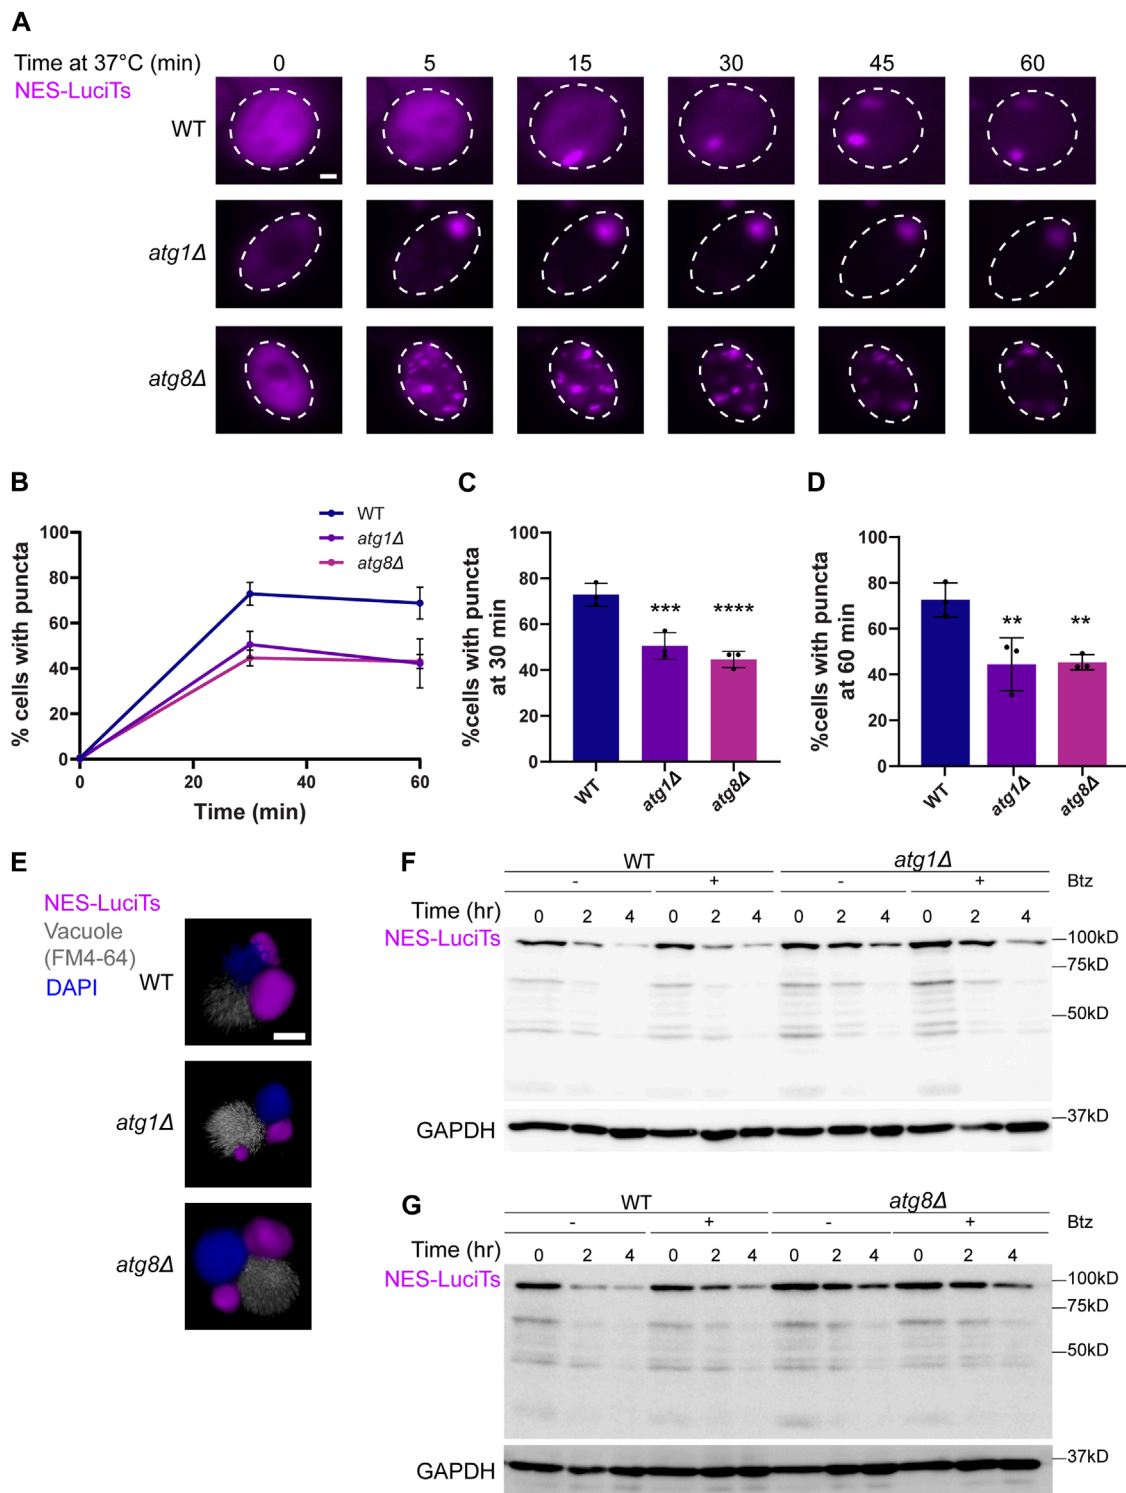 A
Time at 37°C (min) 0 5 15 30 45 60
NES-LuciTs
WT
atg1Δ
atg8Δ
B
% cells with puncta
100
80
60
40
20
0
0 20 40 60
Time (min)
WT
atg1Δ
atg8Δ
C
%cells with puncta
at 30 min
100
80
60
40
20
0
*** ****
WT atg1Δ atg8Δ
D
%cells with puncta
at 60 min
100
80
60
40
20
0
** **
WT atg1Δ atg8Δ
E
NES-LuciTs
Vacuole
(FM4-64)
DAPI
WT
atg1Δ
atg8Δ
F
WT atg1Δ
- + - + Btz
Time (hr) 0 2 4 0 2 4 0 2 4 0 2 4
NES-LuciTs
100kD
75kD
50kD
37kD
GAPDH
G
WT atg8Δ
- + - + Btz
Time (hr) 0 2 4 0 2 4 0 2 4 0 2 4
NES-LuciTs
100kD
75kD
50kD
37kD
GAPDH